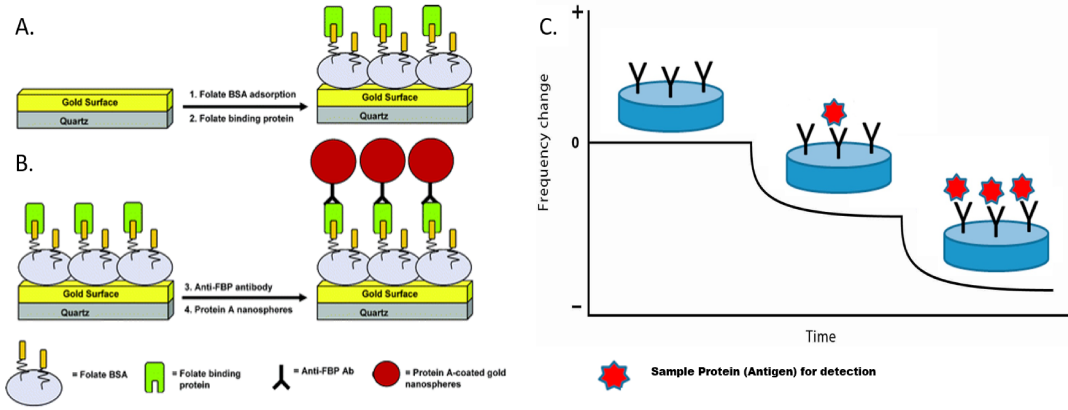 A.
Gold Surface
Quartz
1. Folate BSA adsorption
2. Folate binding protein
Gold Surface
Quartz
B.
Gold Surface
Quartz
3. Anti-FBP antibody
4. Protein A nanospheres
Gold Surface
Quartz
= Folate BSA
= Folate binding
protein
= Anti-FBP Ab
= Protein A-coated gold
nanospheres
C.
+
0
–
Frequency change
Time
Sample Protein (Antigen) for detection